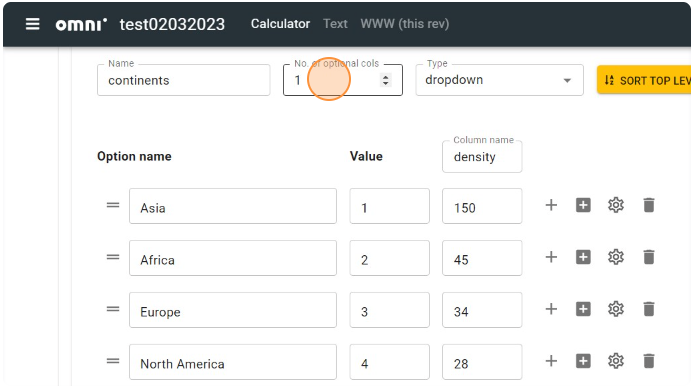 omni test02032023 Calculator Text WWW (this rev)
Name No. of optional cols Type
continents 1 dropdown SORT TOP LEV
Column name
Option name Value density
Asia 1 150
Africa 2 45
Europe 3 34
North America 4 28